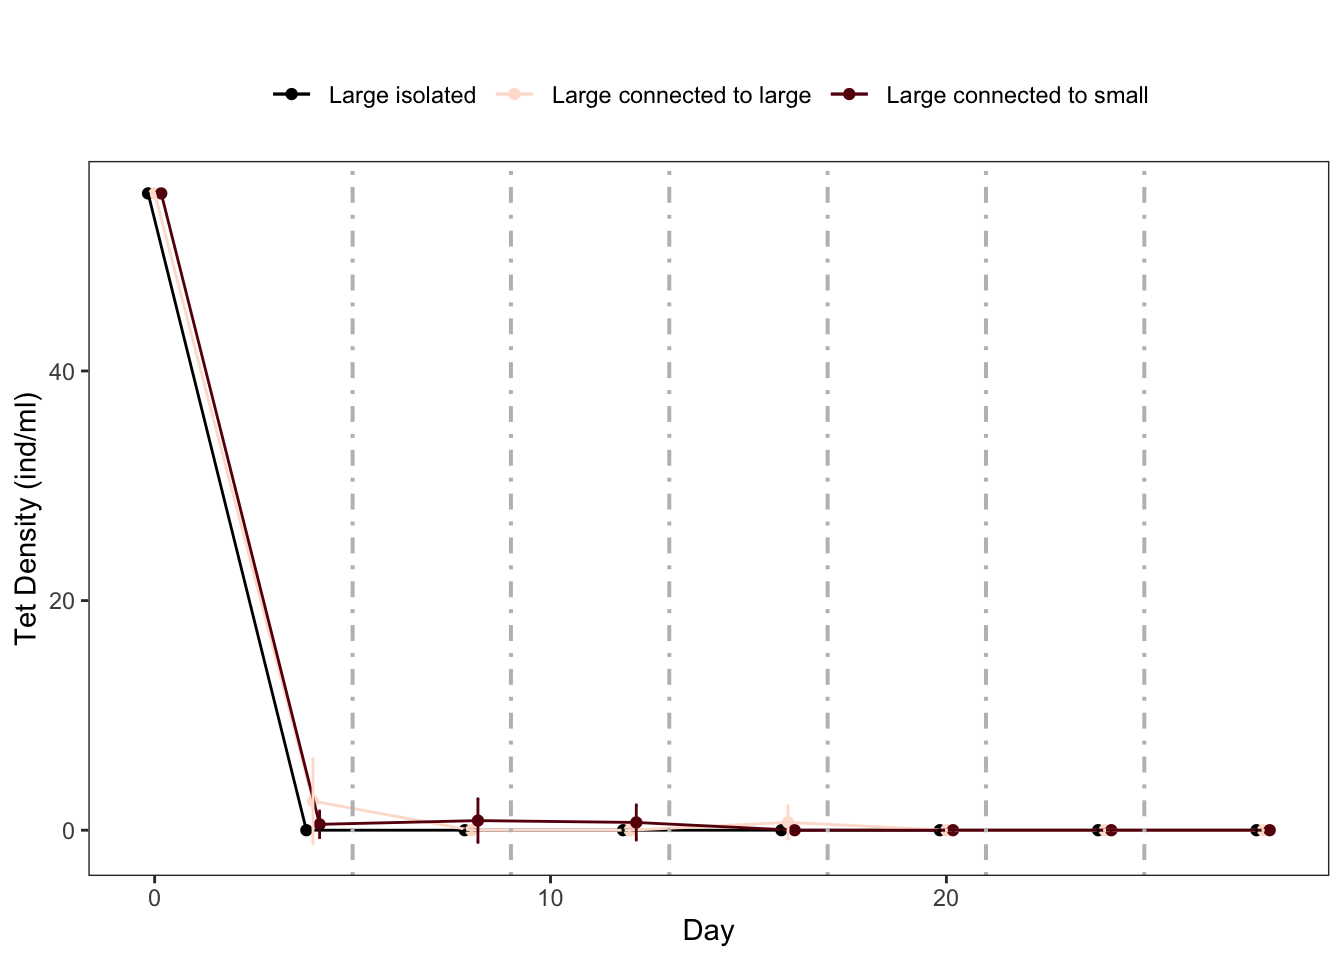 Large isolated Large connected to large Large connected to small
Tet Density (ind/ml)
40
20
0
0 10 20
Day